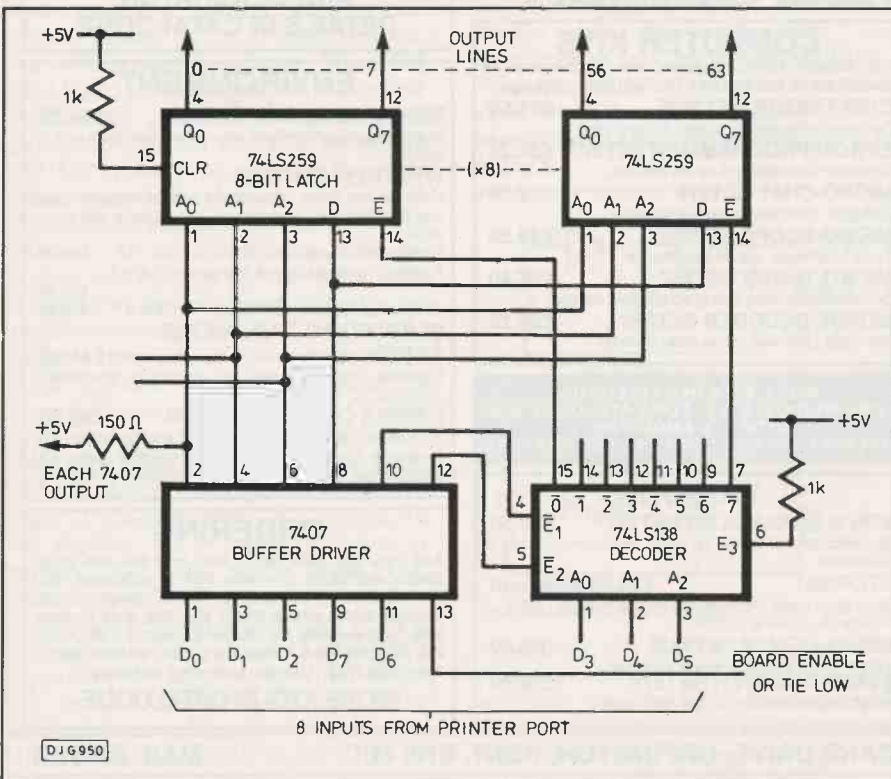 +5V
OUTPUT
LINES
0 7 56 63
4 12 4 12
1k
Q0 Q7 Q0 Q7
15 CLR 74LS259 74LS259
8-BIT LATCH (×8)
A0 A1 A2 D E̅ A0 A1 A2 D E̅
1 2 3 13 14 1 2 3 13 14
+5V 150Ω +5V
EACH 7407
OUTPUT
2 4 6 8 10 12 15 14 13 12 11 10 9 7
0̅ 1̅ 2̅ 3̅ 4̅ 5̅ 6̅ 7̅
1k
4 E̅1
7407 74LS138
BUFFER DRIVER DECODER
E3 6
5 E̅2
A0 A1 A2
1 3 5 9 11 13 1 2 3
D0 D1 D2 D7 D6 D3 D4 D5
B̅O̅A̅R̅D̅ E̅N̅A̅B̅L̅E̅
OR TIE LOW
8 INPUTS FROM PRINTER PORT
DJG950